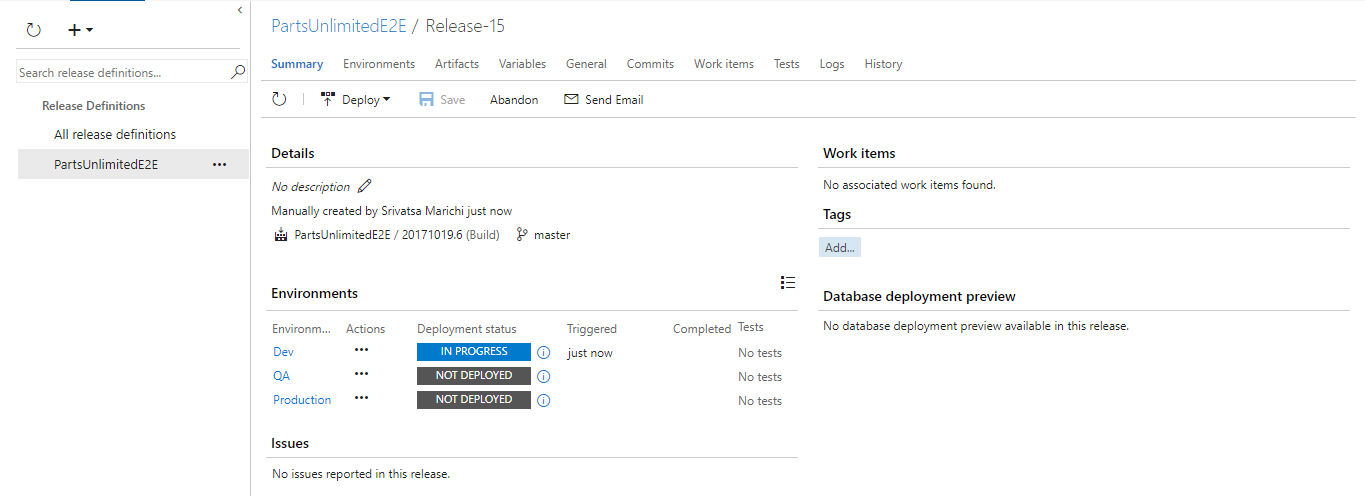 Search release definitions...
Release Definitions
All release definitions
PartsUnlimitedE2E ...
PartsUnlimitedE2E / Release-15
Summary Environments Artifacts Variables General Commits Work items Tests Logs History
Deploy Save Abandon Send Email
Details
No description
Manually created by Srivatsa Marichi just now
PartsUnlimitedE2E / 20171019.6 (Build) master
Environments
Environm... Actions Deployment status Triggered Completed Tests
Dev ... IN PROGRESS just now No tests
QA ... NOT DEPLOYED No tests
Production ... NOT DEPLOYED No tests
Issues
No issues reported in this release.
Work items
No associated work items found.
Tags
Add...
Database deployment preview
No database deployment preview available in this release.